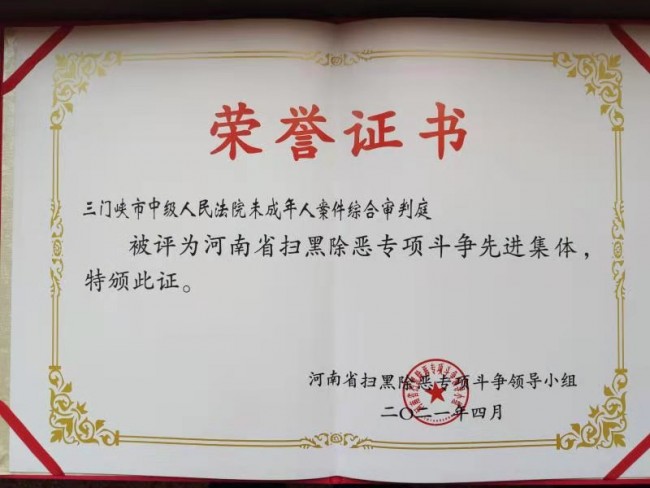 荣誉证书
三门峡市中级人民法院未成年人案件综合审判庭
被评为河南省扫黑除恶专项斗争先进集体，
特颁此证。
河南省扫黑除恶专项斗争领导小组
二〇二一年四月